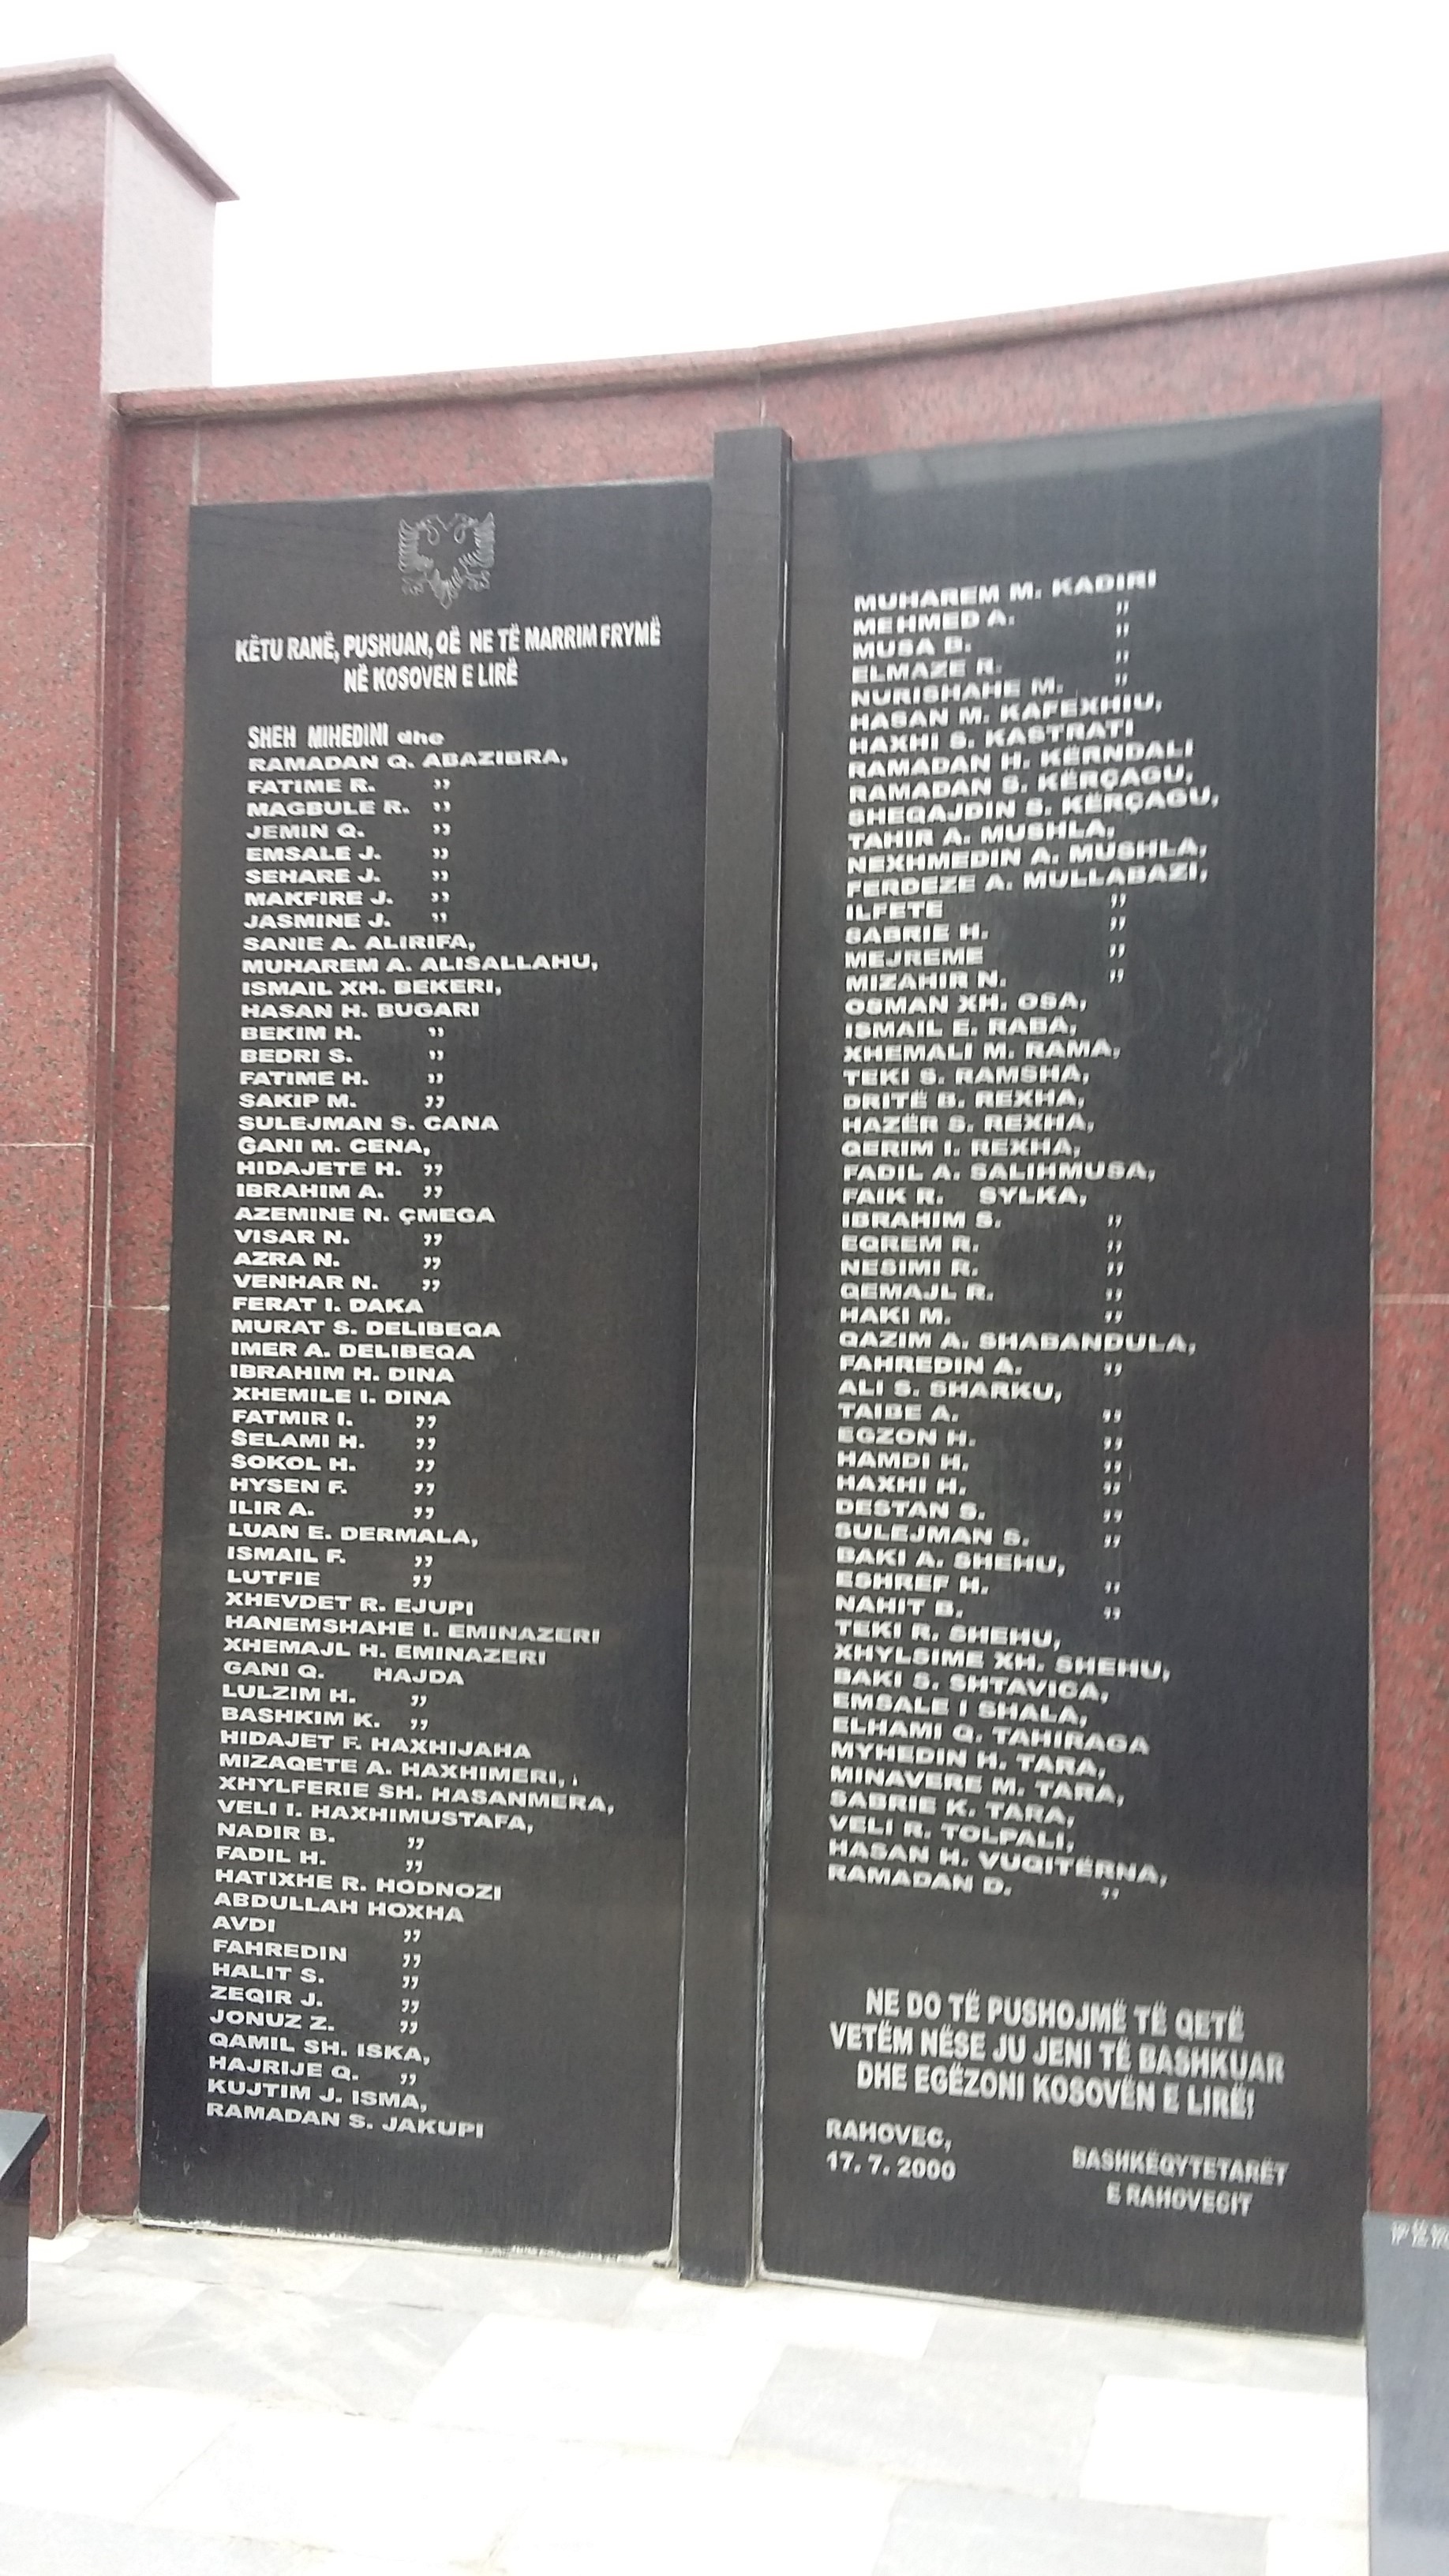 KËTU RANË, PUSHUAN, QË NE TË MARRIM FRYMË
NË KOSOVEN E LIRË
SHEH MIHEDINI dhe
RAMADAN Q. ABAZIBRA,
FATIME R. ,,
MAGBULE R. ,,
JEMIN Q. ,,
EMSALE J. ,,
SEHARE J. ,,
MAKFIRE J. ,,
JASMINE J. ,,
SANIE A. ALIRIFA,
MUHAREM A. ALISALLAHU,
ISMAIL XH. BEKERI,
HASAN H. BUGARI
BEKIM H. ,,
BEDRI S. ,,
FATIME H. ,,
SAKIP M. ,,
SULEJMAN S. CANA
GANI M. CENA,
HIDAJETE H. ,,
IBRAHIM A. ,,
AZEMINE N. ÇMEGA
VISAR N. ,,
AZRA N. ,,
VENHAR N. ,,
FERAT I. DAKA
MURAT S. DELIBEQA
IMER A. DELIBEQA
IBRAHIM H. DINA
XHEMILE I. DINA
FATMIR I. ,,
SELAMI H. ,,
SOKOL H. ,,
HYSEN F. ,,
ILIR A. ,,
LUAN E. DERMALA,
ISMAIL F. ,,
LUTFIE ,,
XHEVDET R. EJUPI
HANEMSHAHE I. EMINAZERI
XHEMAJL H. EMINAZERI
GANI Q. HAJDA
LULZIM H. ,,
BASHKIM K. ,,
HIDAJET F. HAXHIJAHA
MIZAQETE A. HAXHIMERI,
XHYLFERIE SH. HASANMERA,
VELI I. HAXHIMUSTAFA,
NADIR B. ,,
FADIL H. ,,
HATIXHE R. HODNOZI
ABDULLAH HOXHA
AVDI ,,
FAHREDIN ,,
HALIT S. ,,
ZEQIR J. ,,
JONUZ Z. ,,
QAMIL SH. ISKA,
HAJRIJE Q. ,,
KUJTIM J. ISMA,
RAMADAN S. JAKUPI
MUHAREM M. KADIRI
MEHMED A. ,,
MUSA B. ,,
ELMAZE R. ,,
NURISHAHE M. ,,
HASAN M. KAFEXHIU,
HAXHI S. KASTRATI
RAMADAN H. KËRNDALI
RAMADAN S. KËRÇAGU,
SHEQAJDIN S. KËRÇAGU,
TAHIR A. MUSHLA,
NEXHMEDIN A. MUSHLA,
FERDEZE A. MULLABAZI,
ILFETE ,,
SABRIE H. ,,
MEJREME ,,
MIZAHIR N. ,,
OSMAN XH. OSA,
ISMAIL E. RABA,
XHEMALI M. RAMA,
TEKI S. RAMSHA,
DRITË B. REXHA,
HAZËR S. REXHA,
QERIM I. REXHA,
FADIL A. SALIHMUSA,
FAIK R. SYLKA,
IBRAHIM S. ,,
EQREM R. ,,
NESIMI R. ,,
QEMAJL R. ,,
HAKI M. ,,
QAZIM A. SHABANDULA,
FAHREDIN A. ,,
ALI S. SHARKU,
TAIBE A. ,,
EGZON H. ,,
HAMDI H. ,,
HAXHI H. ,,
DESTAN S. ,,
SULEJMAN S. ,,
BAKI A. SHEHU,
ESHREF H. ,,
NAHIT B. ,,
TEKI R. SHEHU,
XHYLSIME XH. SHEHU,
BAKI S. SHTAVICA,
EMSALE I SHALA,
ELHAMI Q. TAHIRAGA
MYHEDIN H. TARA,
MINAVERE M. TARA,
SABRIE K. TARA,
VELI R. TOLPALI,
HASAN H. VUQITËRNA,
RAMADAN D. ,,
NE DO TË PUSHOJMË TË QETË
VETËM NËSE JU JENI TË BASHKUAR
DHE EGËZONI KOSOVËN E LIRË!
RAHOVEC,
17. 7. 2000
BASHKËQYTETARËT
E RAHOVECIT